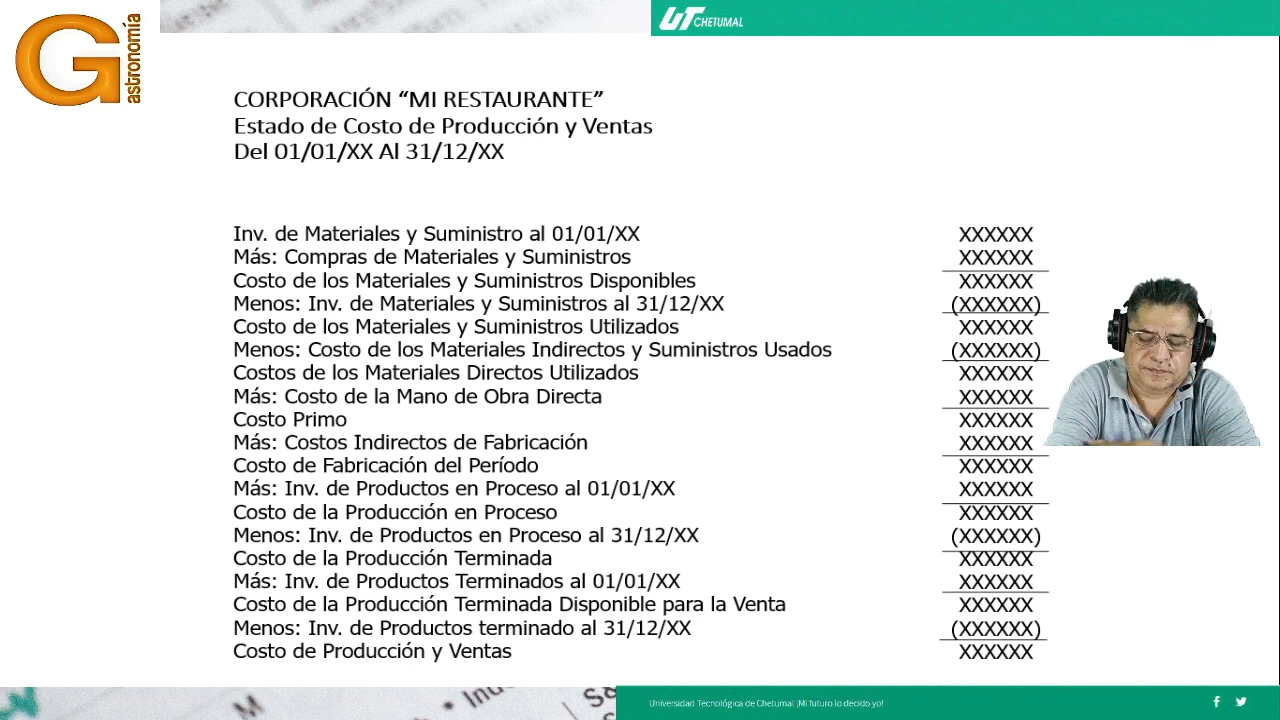 Gastronomía
UT CHETUMAL
CORPORACIÓN “MI RESTAURANTE”
Estado de Costo de Producción y Ventas
Del 01/01/XX Al 31/12/XX
Inv. de Materiales y Suministro al 01/01/XX XXXXXX
Más: Compras de Materiales y Suministros XXXXXX
Costo de los Materiales y Suministros Disponibles XXXXXX
Menos: Inv. de Materiales y Suministros al 31/12/XX (XXXXXX)
Costo de los Materiales y Suministros Utilizados XXXXXX
Menos: Costo de los Materiales Indirectos y Suministros Usados (XXXXXX)
Costos de los Materiales Directos Utilizados XXXXXX
Más: Costo de la Mano de Obra Directa XXXXXX
Costo Primo XXXXXX
Más: Costos Indirectos de Fabricación XXXXXX
Costo de Fabricación del Período XXXXXX
Más: Inv. de Productos en Proceso al 01/01/XX XXXXXX
Costo de la Producción en Proceso XXXXXX
Menos: Inv. de Productos en Proceso al 31/12/XX (XXXXXX)
Costo de la Producción Terminada XXXXXX
Más: Inv. de Productos Terminados al 01/01/XX XXXXXX
Costo de la Producción Terminada Disponible para la Venta XXXXXX
Menos: Inv. de Productos terminado al 31/12/XX (XXXXXX)
Costo de Producción y Ventas XXXXXX
Universidad Tecnológica de Chetumal ¡Mi futuro lo decido yo!